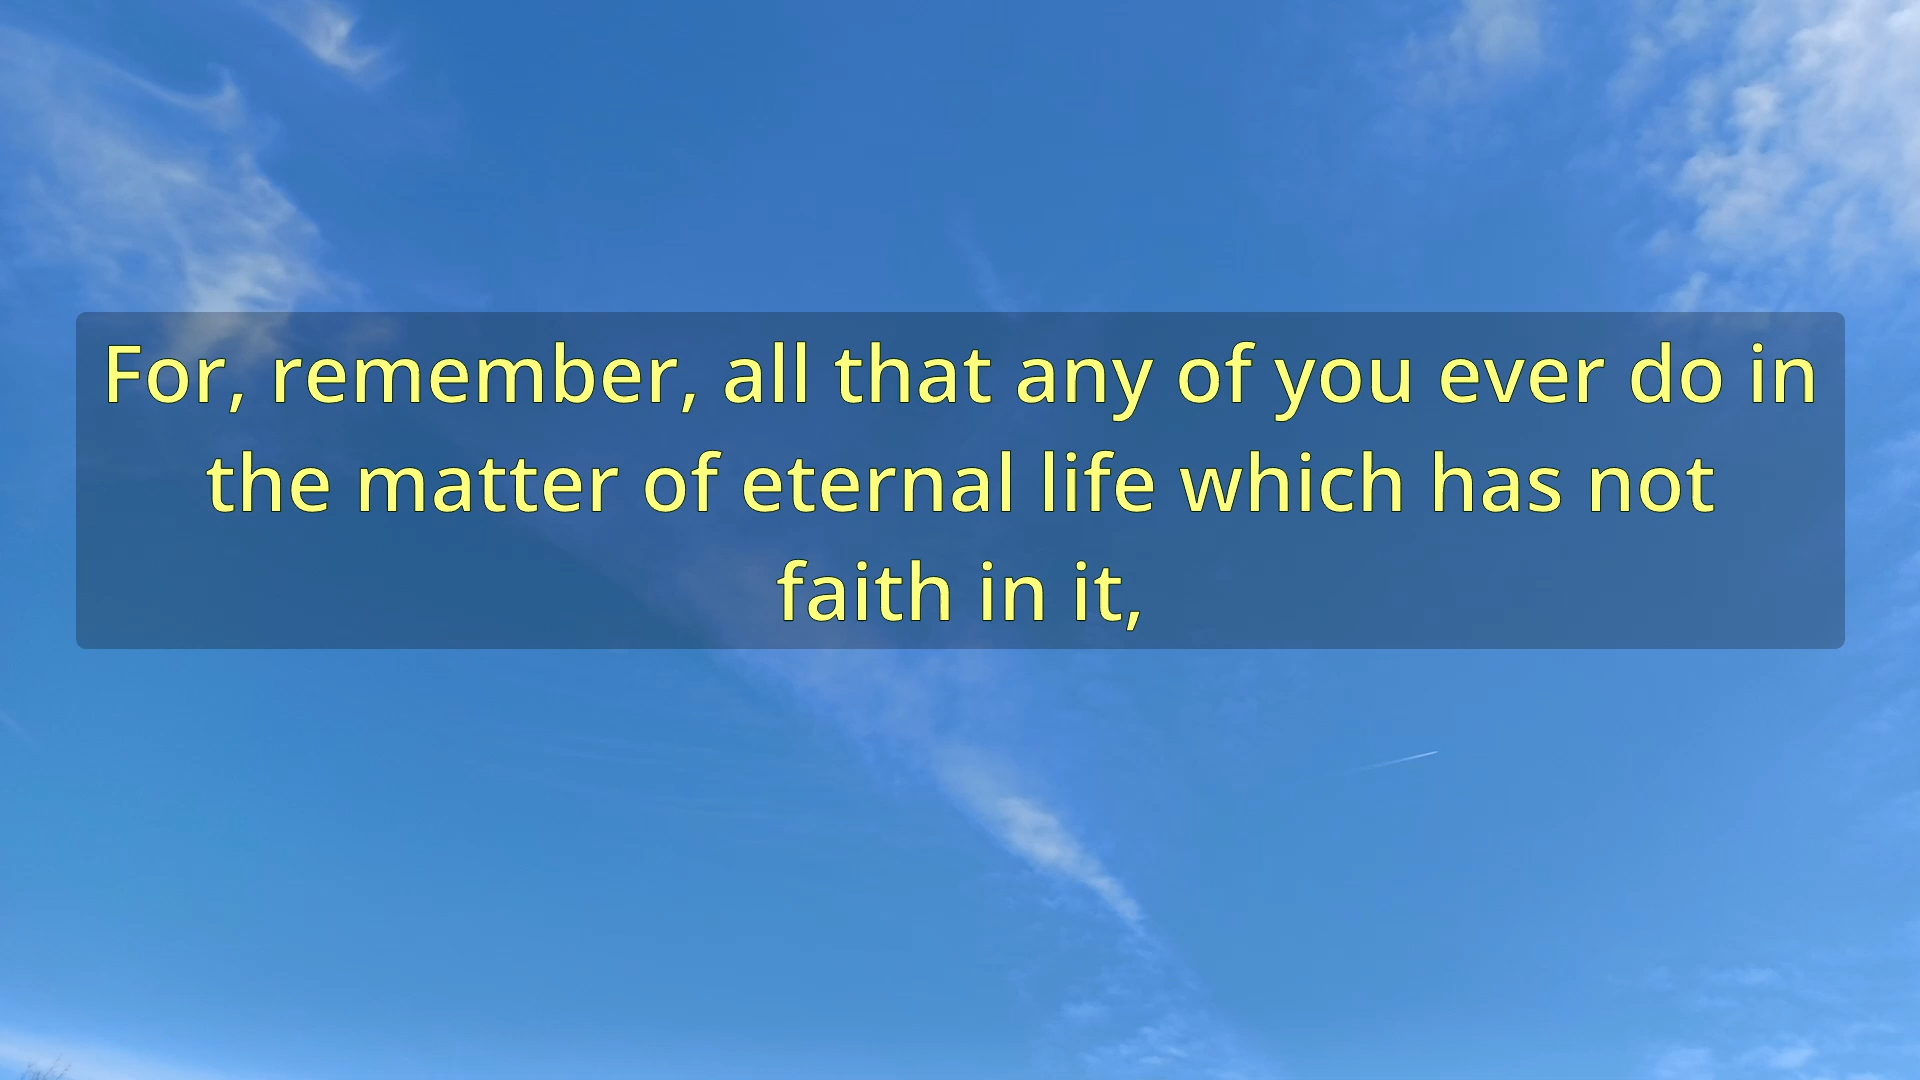 For, remember, all that any of you ever do in
the matter of eternal life which has not
faith in it,